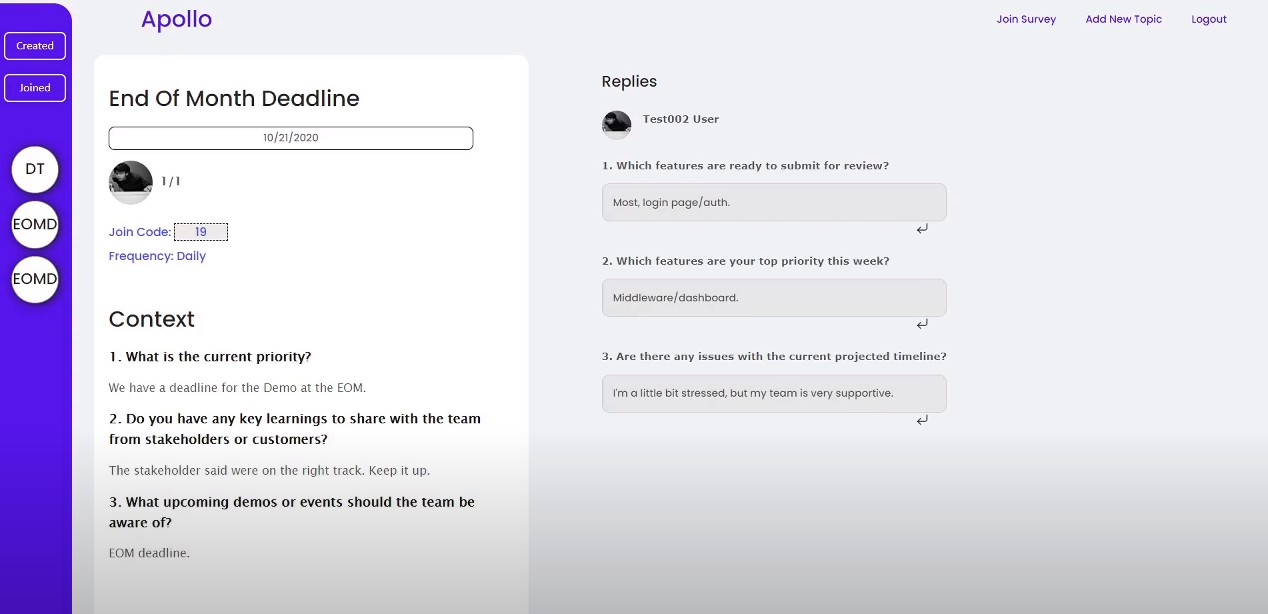 Apollo
Join Survey
Add New Topic
Logout
Created
Joined
DT
EOMD
EOMD
End Of Month Deadline
10/21/2020
1 / 1
Join Code: 19
Frequency: Daily
Context
1. What is the current priority?
We have a deadline for the Demo at the EOM.
2. Do you have any key learnings to share with the team
from stakeholders or customers?
The stakeholder said were on the right track. Keep it up.
3. What upcoming demos or events should the team be
aware of?
EOM deadline.
Replies
Test002 User
1. Which features are ready to submit for review?
Most, login page/auth.
2. Which features are your top priority this week?
Middleware/dashboard.
3. Are there any issues with the current projected timeline?
I'm a little bit stressed, but my team is very supportive.